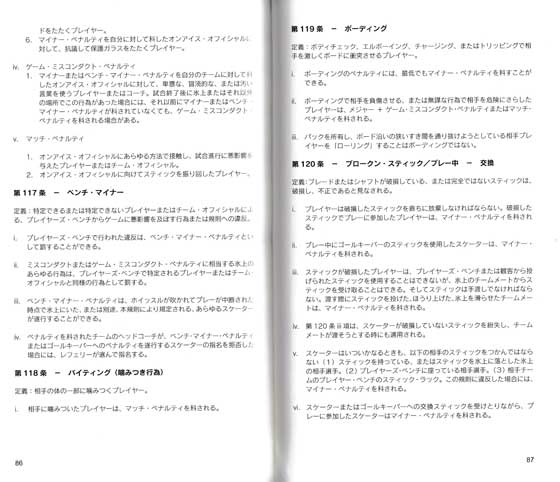 ドをたたくプレイヤー。
6. マイナー・ペナルティを自分に対して科したオンアイス・オフィシャルに
対して、抗議して保護ガラスをたたくプレイヤー。
iv. ゲーム・ミスコンダクト・ペナルティ
1. マイナーまたはベンチ・マイナー・ペナルティを自分のチームに対して科
したオンアイス・オフィシャルに対して、卑猥な、冒涜的な、または汚い
言葉を使うプレイヤーまたはコーチ。試合終了後に氷上またはそれ以外
の場所でこの行為があった場合には、それ以前にマイナーまたはベンチ・
マイナー・ペナルティが科されていなくても、ゲーム・ミスコンダクト・
ペナルティを科される場合がある。
v. マッチ・ペナルティ
1. オンアイス・オフィシャルにあらゆる方法で接触し、試合進行に悪影響を
与えたプレイヤーまたはチーム・オフィシャル。
2. オンアイス・オフィシャルに向けてスティックを振り回したプレイヤー。
第 117 条 － ベンチ・マイナー
定義：特定できるまたは特定できないプレイヤーまたはチーム・オフィシャルによ
る、プレイヤーズ・ベンチからゲームに悪影響を及ぼす行為または規則への違反。
i. プレイヤーズ・ベンチで行われた違反は、ベンチ・マイナー・ペナルティとし
て罰することができる。
ii. ミスコンダクトまたはゲーム・ミスコンダクト・ペナルティに相当する氷上の
あらゆる行為は、プレイヤーズ・ベンチで特定されるプレイヤーまたはチーム・
オフィシャルと同様の行為として罰する。
iii. ベンチ・マイナー・ペナルティは、ホイッスルが吹かれてプレーが中断された
時点で氷上にいた、または別途、本規則により規定される、あらゆるスケーター
が遂行することができる。
iv. ペナルティを科されたチームのヘッドコーチが、ベンチ・マイナー・ペナルティ
またはゴールキーパーへのペナルティを遂行するスケーターの指名を拒否した
場合には、レフェリーが選んで指名する。
第 118 条 － バイティング（噛みつき行為）
定義：相手の体の一部に噛みつくプレイヤー。
i. 相手に噛みついたプレイヤーは、マッチ・ペナルティを科される。
86
第 119 条 － ボーディング
定義：ボディチェック、エルボーイング、チャージング、またはトリッピングで相
手を激しくボードに衝突させるプレイヤー。
i. ボーディングのペナルティには、最低でもマイナー・ペナルティを科すことが
できる。
ii. ボーディングで相手を負傷させる、または無謀な行為で相手を危険にさらした
プレイヤーは、メジャー + ゲーム・ミスコンダクト・ペナルティまたはマッチ・
ペナルティを科される。
iii. パックを所有し、ボード沿の狭いすき間を通り抜けようとしている相手プレイ
ヤーを「ローリング」することはボーディングではない。
第 120 条 － ブロークン・スティック／プレー中 － 交換
定義：ブレードまたはシャフトが破損している、または完全ではないスティックは、
破損し、不正であると見なされる。
i. プレイヤーは破損したスティックを直ちに放棄しなければならない。破損した
スティックでプレーに参加したプレイヤーは、マイナー・ペナルティを科され
る。
ii. プレー中にゴールキーパーのスティックを使用したスケーターは、マイナー・
ペナルティを科される。
iii. スティックが破損したプレイヤーは、プレイヤーズ・ベンチまたは観客から投
げられたスティックを使用することはできないが、氷上のチームメートからス
ティックを受け取ることはできる。そしてスティックは手渡しでなければなら
ない。渡す際にスティックを投げた、ほうり上げた、氷上を滑らせたチームメー
トは、マイナー・ペナルティを科される。
iv. 第 120 条 iii 項は、スケーターが破損していないスティックを紛失し、チーム
メートが渡そうとする時にも適用される。
v. スケーターはいついかなるときも、以下の相手のスティックをつかんではなら
ない（1）スティックを持っている、またはスティックを氷上に落とした氷上
の相手選手。（2）プレイヤーズ・ベンチに座っている相手選手。（3）相手チー
ムのプレイヤー・ベンチのスティック・ラック。この規則に違反した場合には、
マイナー・ペナルティを科される。
vi. スケーターまたはゴールキーパーへの交換スティックを受けとりながら、プ
レーに参加したスケーターはマイナー・ペナルティを科される。
87